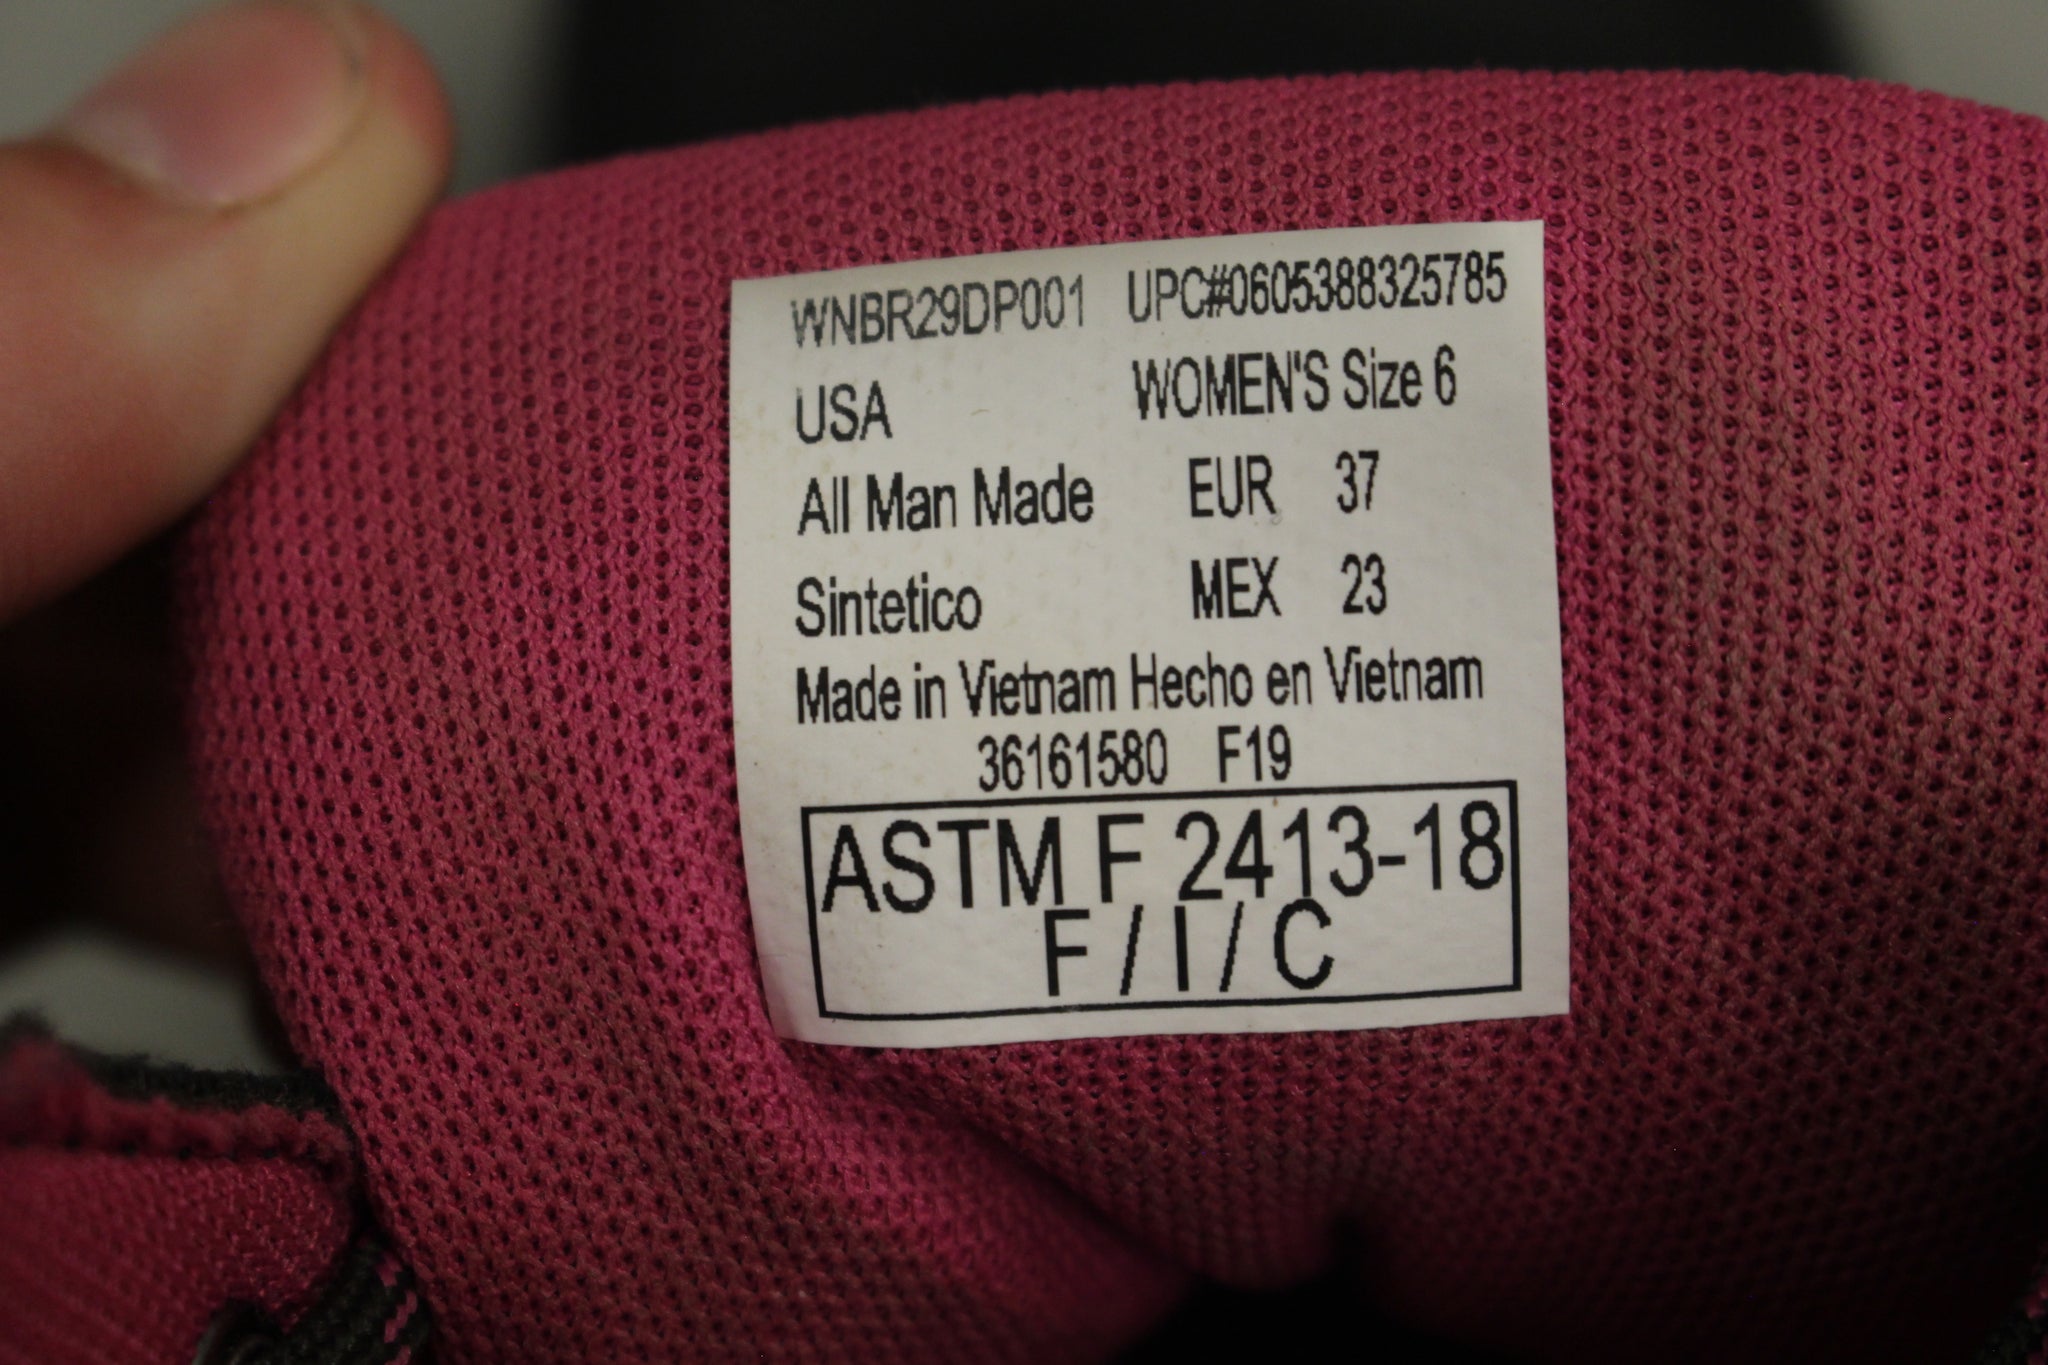 WNBR29DP001 UPC#0605388325785
USA WOMEN'S Size 6
All Man Made EUR 37
Sintetico MEX 23
Made in Vietnam Hecho en Vietnam
36161580 F19
ASTM F 2413-18
F / I / C